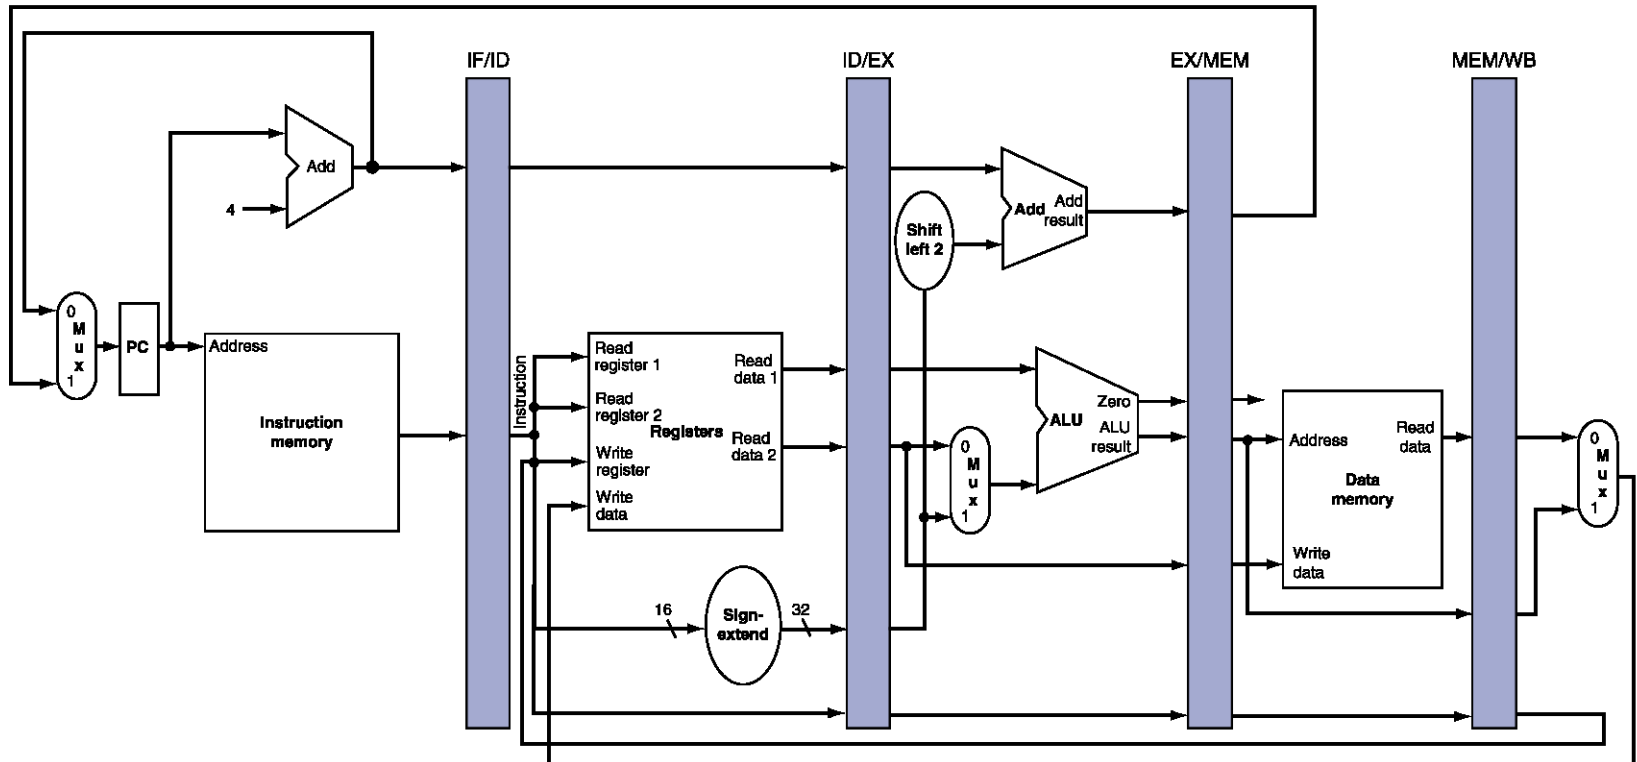 IF/ID
ID/EX
EX/MEM
MEM/WB
Add
4
Shift
left 2
Add
Add
result
0
M
u
x
1
PC
Address
Instruction
memory
Instruction
Read
register 1
Read
register 2
Write
register
Write
data
Registers
Read
data 1
Read
data 2
16
Sign-
extend
32
0
M
u
x
1
ALU
Zero
ALU
result
Address
Read
data
Data
memory
Write
data
0
M
u
x
1